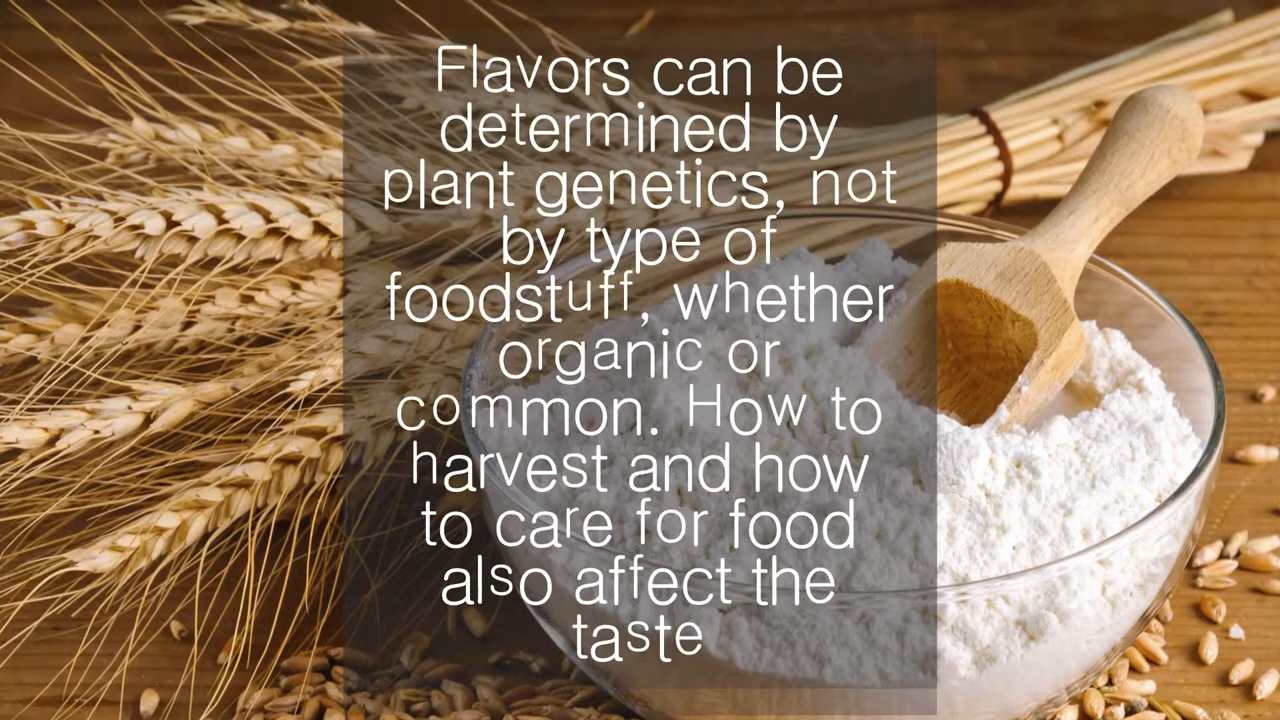 Flavors can be
determined by
plant genetics, not
by type of
foodstuff, whether
organic or
common. How to
harvest and how
to care for food
also affect the
taste